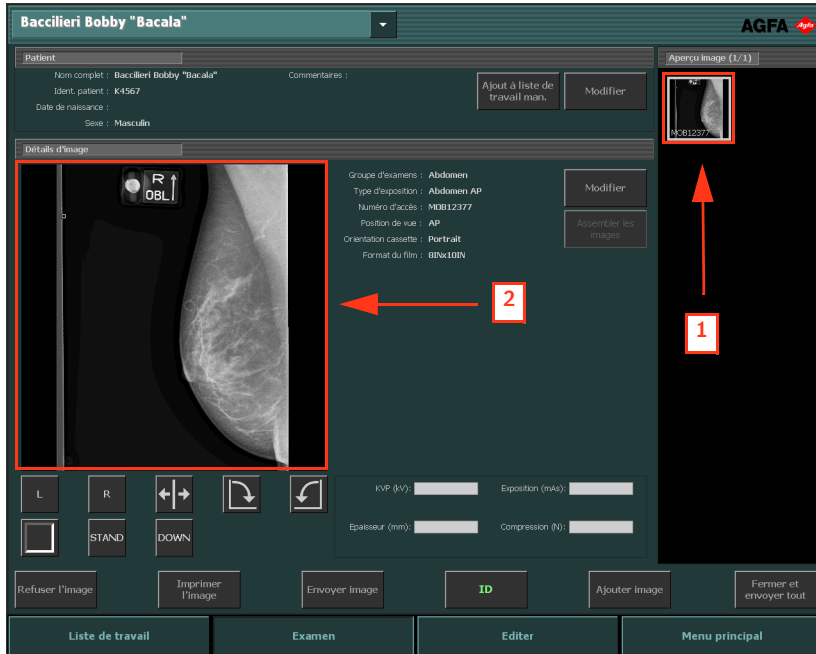 Baccilieri Bobby "Bacala"
AGFA
Patient
Nom complet : Baccilieri Bobby "Bacala"
Commentaires :
Ident. patient : K4567
Date de naissance :
Sexe : Masculin
Ajout à liste de
travail man.
Modifier
Aperçu image (1/1)
MOB12377
Détails d'image
R
OBL
Groupe d'examens : Abdomen
Type d'exposition : Abdomen AP
Numéro d'accès : MOB12377
Position de vue : AP
Orientation cassette : Portrait
Format du film : 8INx10IN
Modifier
Assembler les
images
2
1
L
R
STAND
DOWN
KVP (kV):
Exposition (mAs):
Epaisseur (mm):
Compression (N):
Refuser l'image
Imprimer
l'image
Envoyer image
ID
Ajouter image
Fermer et
envoyer tout
Liste de travail
Examen
Editer
Menu principal